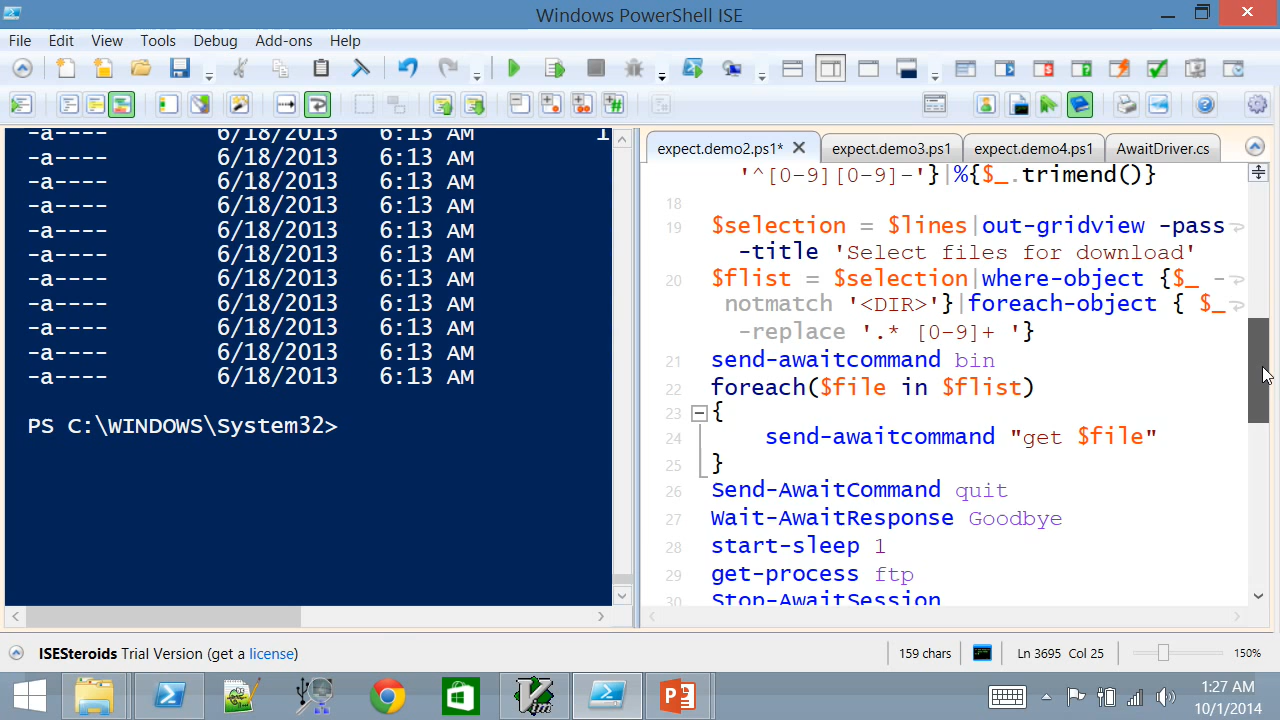 Windows PowerShell ISE
File Edit View Tools Debug Add-ons Help
-a---- 6/18/2013 6:13 AM 1
-a---- 6/18/2013 6:13 AM
-a---- 6/18/2013 6:13 AM
-a---- 6/18/2013 6:13 AM
-a---- 6/18/2013 6:13 AM
-a---- 6/18/2013 6:13 AM
-a---- 6/18/2013 6:13 AM
-a---- 6/18/2013 6:13 AM
-a---- 6/18/2013 6:13 AM
-a---- 6/18/2013 6:13 AM
-a---- 6/18/2013 6:13 AM
PS C:\WINDOWS\System32>
expect.demo2.ps1* expect.demo3.ps1 expect.demo4.ps1 AwaitDriver.cs
'^[0-9][0-9]-'}|%{$_.trimend()}
18
19 $selection = $lines|out-gridview -pass
-title 'Select files for download'
20 $flist = $selection|where-object {$_ -
notmatch '<DIR>'}|foreach-object { $_
-replace '.* [0-9]+ '}
21 send-awaitcommand bin
22 foreach($file in $flist)
23 {
24 send-awaitcommand "get $file"
25 }
26 Send-AwaitCommand quit
27 Wait-AwaitResponse Goodbye
28 start-sleep 1
29 get-process ftp
30 Stop-AwaitSession
ISESteroids Trial Version (get a license)
159 chars
Ln 3695 Col 25
150%
1:27 AM
10/1/2014